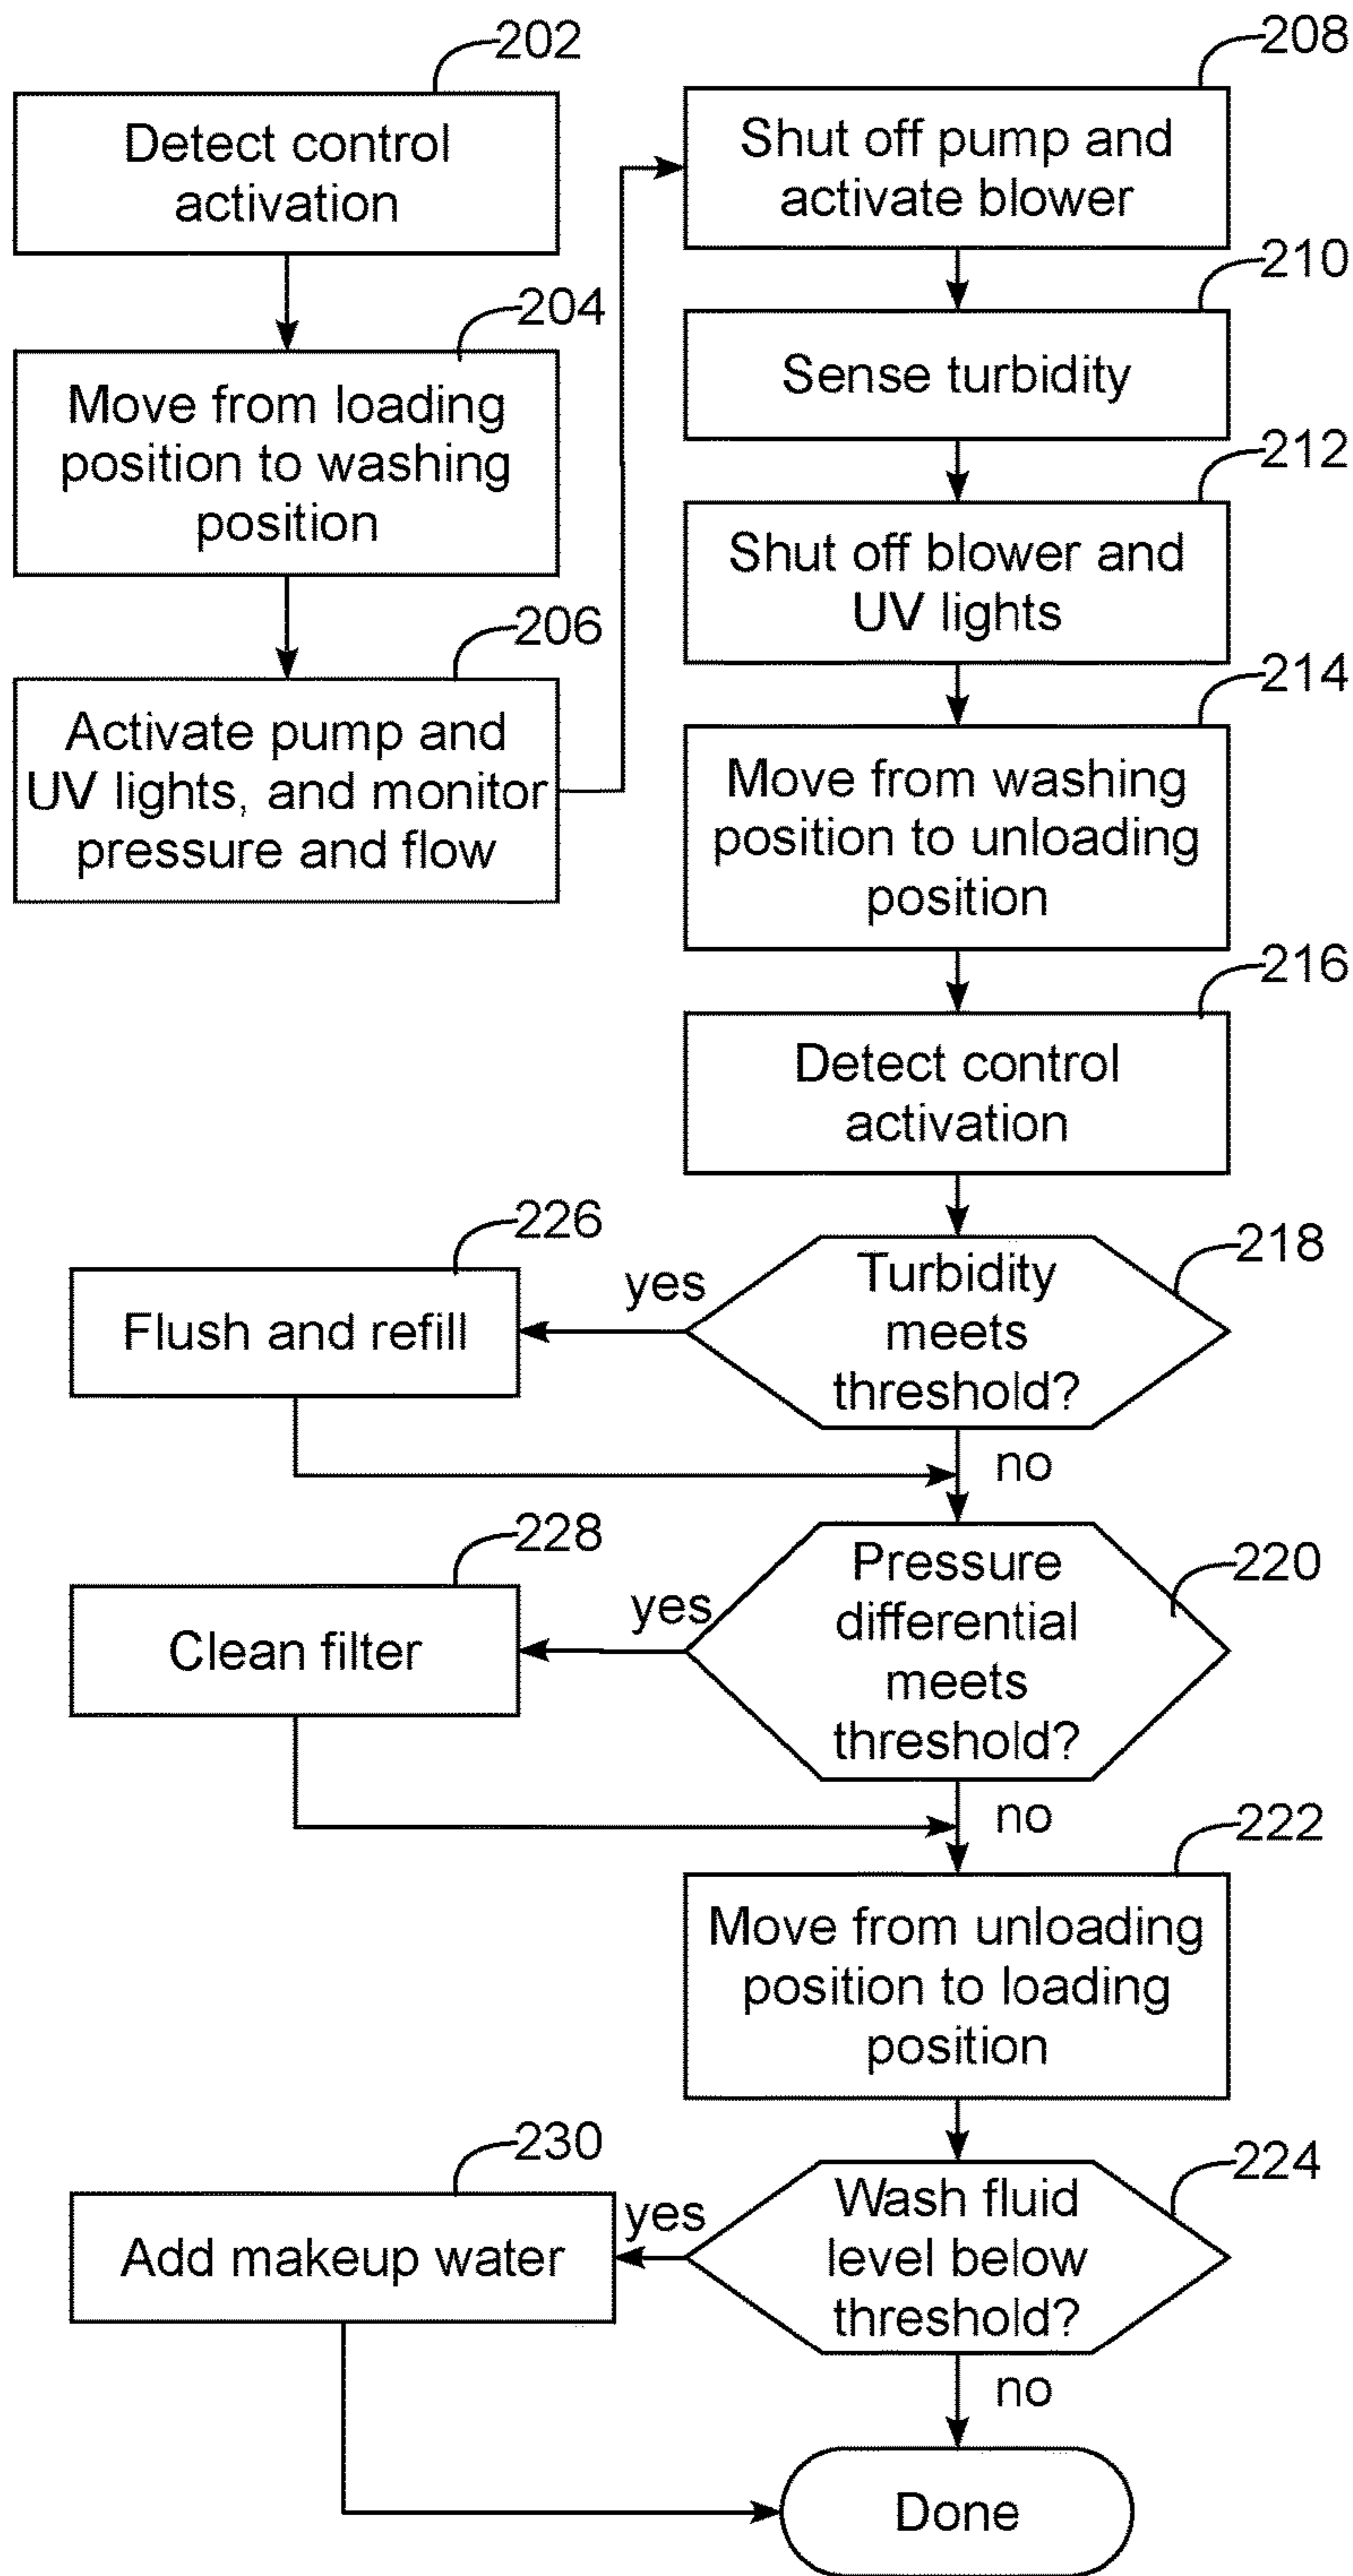 202
Detect control
activation
204
Move from loading
position to washing
position
206
Activate pump and
UV lights, and monitor
pressure and flow
208
Shut off pump and
activate blower
210
Sense turbidity
212
Shut off blower and
UV lights
214
Move from washing
position to unloading
position
216
Detect control
activation
218
Turbidity
meets
threshold?
yes
226
Flush and refill
no
220
Pressure
differential
meets
threshold?
yes
228
Clean filter
no
222
Move from unloading
position to loading
position
224
Wash fluid
level below
threshold?
yes
230
Add makeup water
no
Done